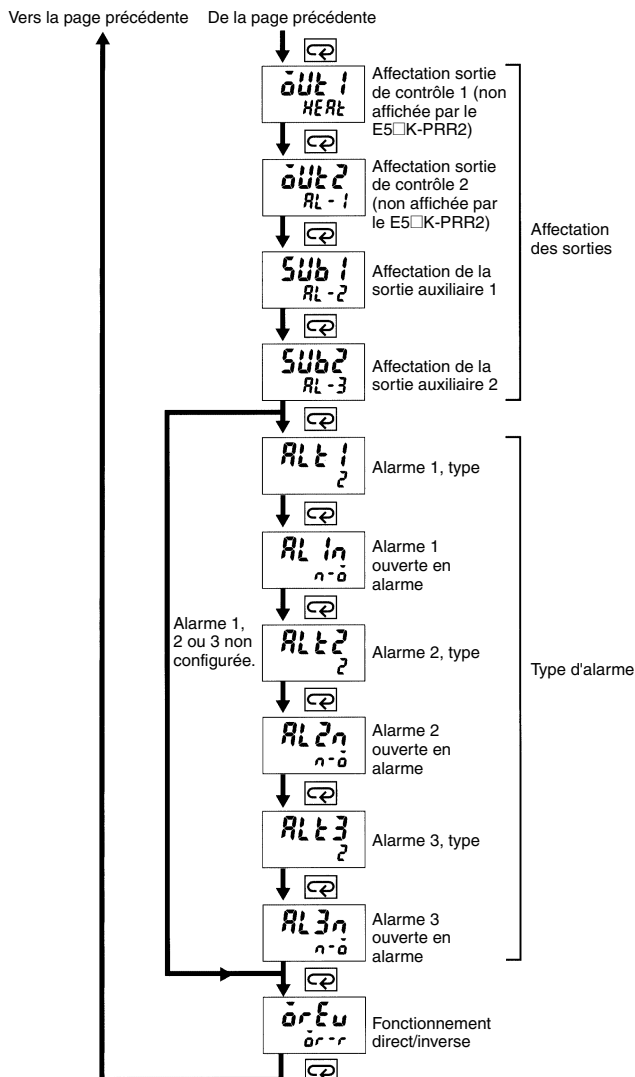 Vers la page précédente
De la page précédente
out1
HEAt
Affectation sortie
de contrôle 1 (non
affichée par le
E5□K-PRR2)
out2
AL-1
Affectation sortie
de contrôle 2
(non affichée par
le E5□K-PRR2)
Affectation
des sorties
SUb1
AL-2
Affectation de la
sortie auxiliaire 1
SUb2
AL-3
Affectation de la
sortie auxiliaire 2
ALt1
2
Alarme 1, type
AL1n
n-o
Alarme 1
ouverte en
alarme
Alarme 1,
2 ou 3 non
configurée.
ALt2
2
Alarme 2, type
Type d'alarme
AL2n
n-o
Alarme 2
ouverte en
alarme
ALt3
2
Alarme 3, type
AL3n
n-o
Alarme 3
ouverte en
alarme
orEv
or-r
Fonctionnement
direct/inverse